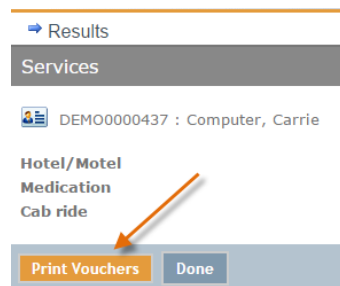 Results
Services
DEMO0000437 : Computer, Carrie
Hotel/Motel
Medication
Cab ride
Print Vouchers Done